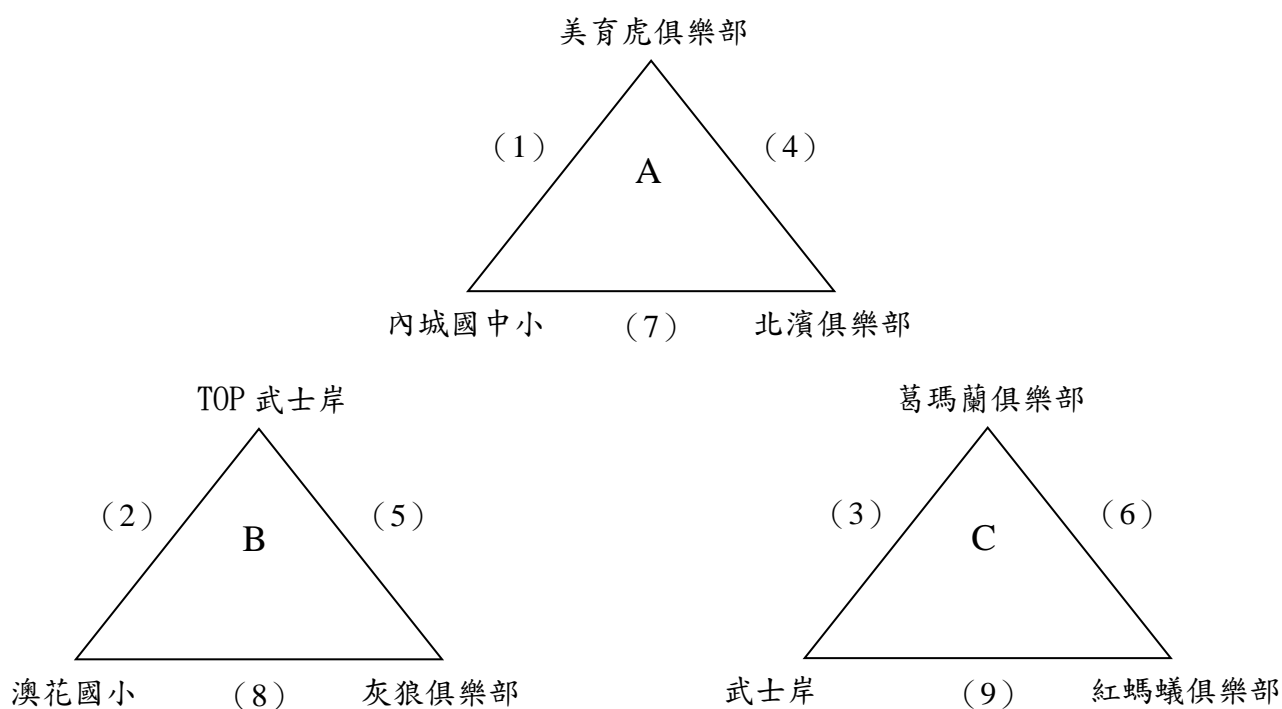 美育虎俱樂部
（1） （4）
A
內城國中小 （7） 北濱俱樂部
TOP 武士岸 葛瑪蘭俱樂部
（2） （5） （3） （6）
B C
澳花國小 （8） 灰狼俱樂部 武士岸 （9） 紅螞蟻俱樂部